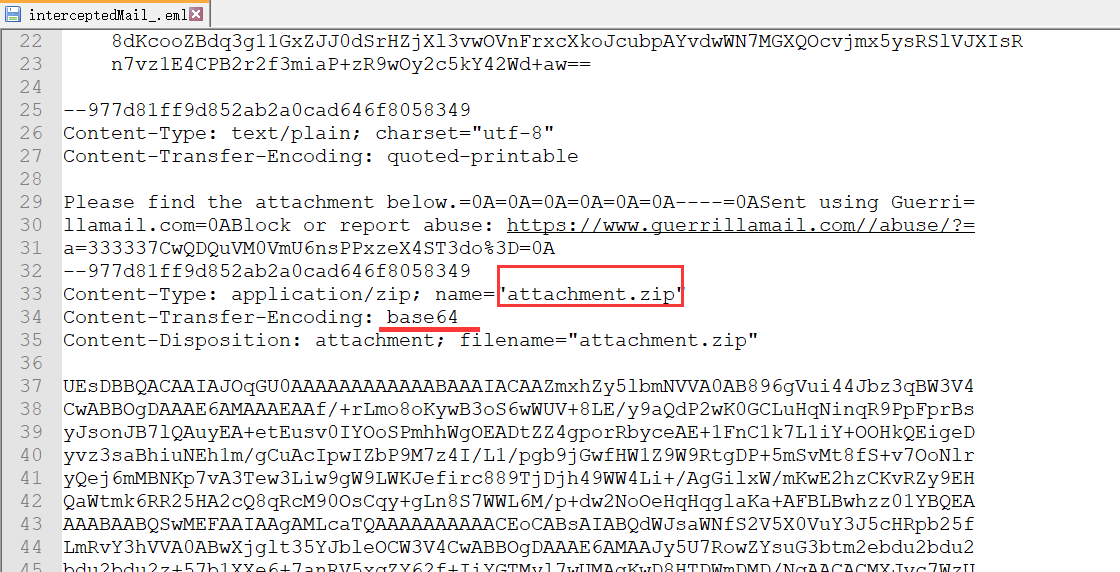 interceptedMail_.eml
22 8dKcooZBdq3g11GxZJJ0dSrHZjXl3vwOVnFrxcXkoJcubpAYvdwWN7MGXQOcvjmx5ysRSlVJXIsR
23 n7vz1E4CPB2r2f3miaP+zR9wOy2c5kY42Wd+aw==
24
25 --977d81ff9d852ab2a0cad646f8058349
26 Content-Type: text/plain; charset="utf-8"
27 Content-Transfer-Encoding: quoted-printable
28
29 Please find the attachment below.=0A=0A=0A=0A=0A=0A----=0ASent using Guerri=
30 llamail.com=0ABlock or report abuse: https://www.guerrillamail.com//abuse/?=
31 a=333337CwQDQuVM0VmU6nsPPxzeX4ST3do%3D=0A
32 --977d81ff9d852ab2a0cad646f8058349
33 Content-Type: application/zip; name="attachment.zip"
34 Content-Transfer-Encoding: base64
35 Content-Disposition: attachment; filename="attachment.zip"
36
37 UEsDBBQACAAIAJOqGU0AAAAAAAAAAAAABAAAIACAAZmxhZy5lbmNVVA0AB896gVui44Jbz3qBW3V4
38 CwABBOgDAAAE6AMAAAEAAf/+rLmo8oKywB3oS6wWUV+8LE/y9aQdP2wK0GCLuHqNinqR9PpFprBs
39 yJsonJB7lQAuyEA+etEusv0IYOoSPmhhWgOEADtZZ4gporRbyceAE+1FnC1k7L1iY+OOHkQEigeD
40 yvz3saBhiuNEh1m/gCuAcIpwIZbP9M7z4I/L1/pgb9jGwfHW1Z9W9RtgDP+5mSvMt8fS+v7OoNlr
41 yQej6mMBNKp7vA3Tew3Liw9gW9LWKJefirc889TjDjh49WW4Li+/AgGilxW/mKwE2hzCKvRZy9EH
42 QaWtmk6RR25HA2cQ8qRcM90OsCqy+gLn8S7WWL6M/p+dw2NoOeHqHqglaKa+AFBLBwhzz01YBQEA
43 AAABAABQSwMEFAAIAAgAMLcaTQAAAAAAAAAAACEoCABsAIABQdWJsaWNfS2V5X0VuY3J5cHRpb25f
44 LmRvY3hVVA0ABwXjglt35YJbleOCW3V4CwABBOgDAAAE6AMAAJy5U7RowZYsuG3btm2ebdu2bdu2